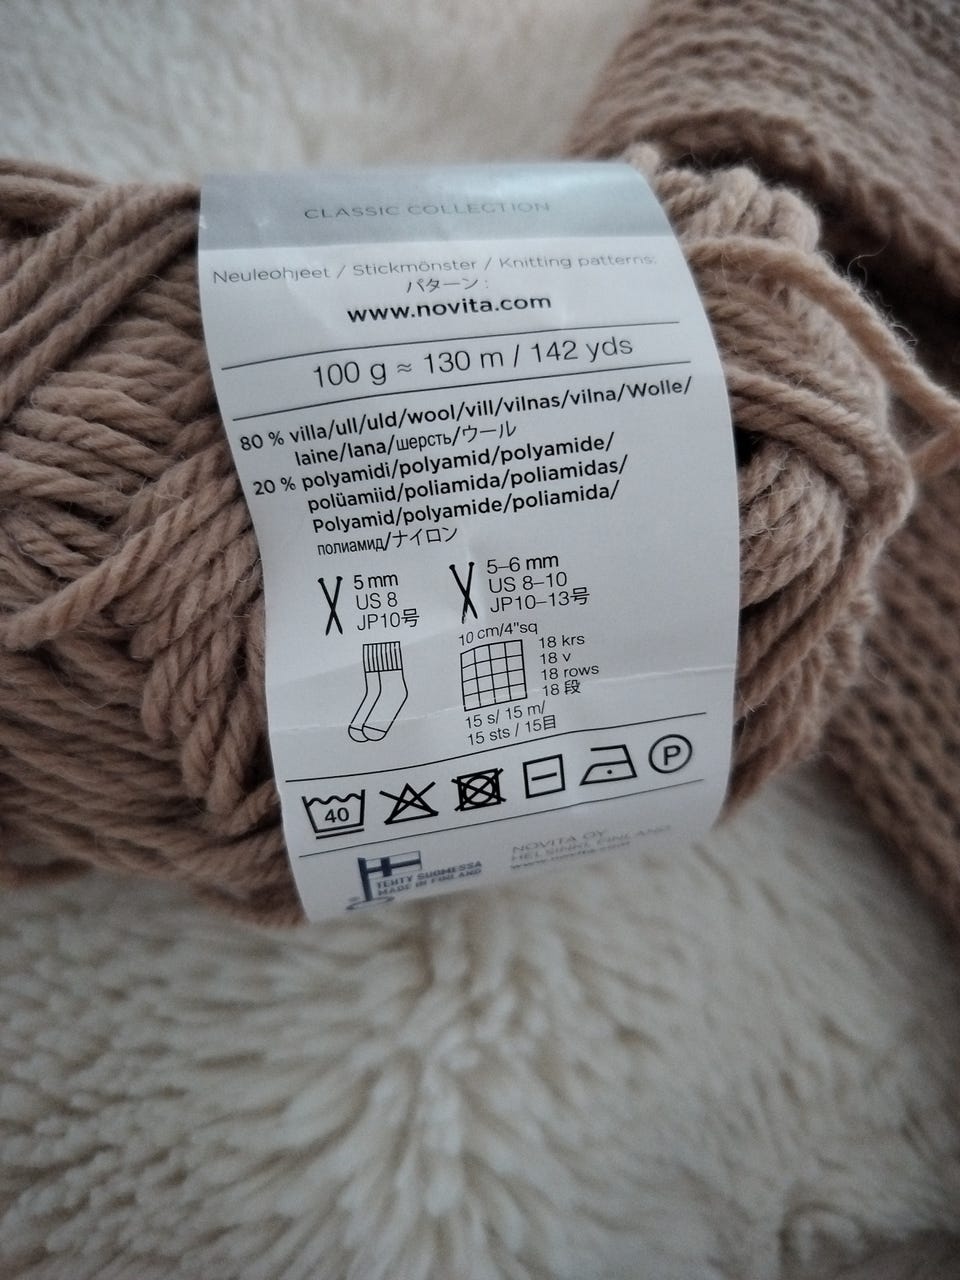 CLASSIC COLLECTION
Neuleohjeet / Stickmönster / Knitting patterns:
パターン :
www.novita.com
100 g ≈ 130 m / 142 yds
80 % villa/ull/uld/wool/vill/vilnas/vilna/Wolle/
laine/lana/шерсть/ウール
20 % polyamidi/polyamid/polyamide/
polüamiid/poliamida/poliamidas/
Polyamid/polyamide/poliamida/
полиамид/ナイロン
5 mm
US 8
JP10号
5–6 mm
US 8–10
JP10–13号
10 cm/4"sq
18 krs
18 v
18 rows
18 段
15 s/ 15 m/
15 sts / 15目
40
P
TEHTY SUOMESSA
MADE IN FINLAND
NOVITA OY
HELSINKI, FINLAND
www.novita.com